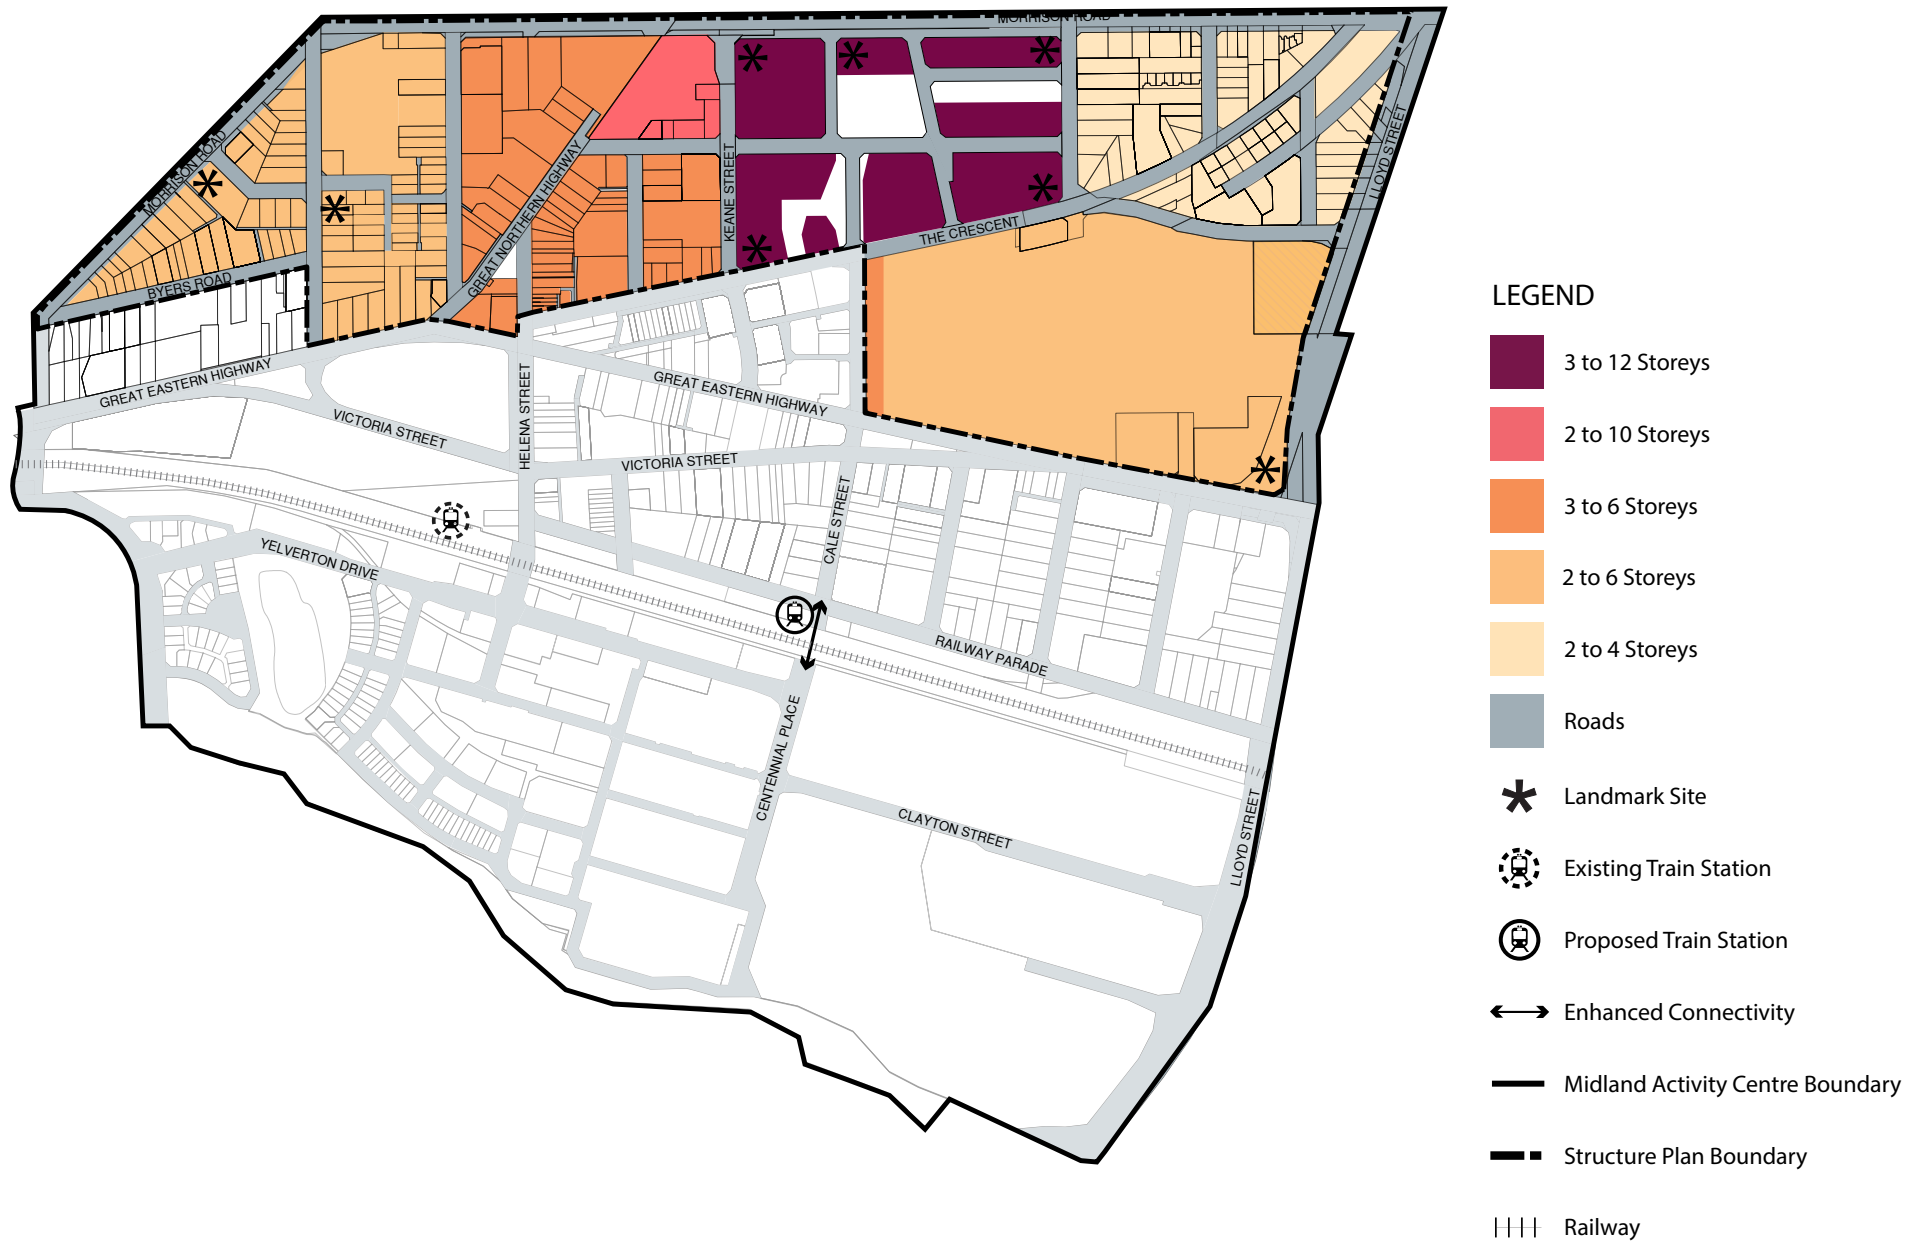 MORRISON ROAD
MORRISON ROAD
LLOYD STREET
KEANE STREET
GREAT NORTHERN HIGHWAY
THE CRESCENT
BYERS ROAD
GREAT EASTERN HIGHWAY
GREAT EASTERN HIGHWAY
HELENA STREET
VICTORIA STREET
VICTORIA STREET
CALE STREET
YELVERTON DRIVE
RAILWAY PARADE
CENTENNIAL PLACE
CLAYTON STREET
LLOYD STREET
LEGEND
3 to 12 Storeys
2 to 10 Storeys
3 to 6 Storeys
2 to 6 Storeys
2 to 4 Storeys
Roads
Landmark Site
Existing Train Station
Proposed Train Station
Enhanced Connectivity
Midland Activity Centre Boundary
Structure Plan Boundary
Railway